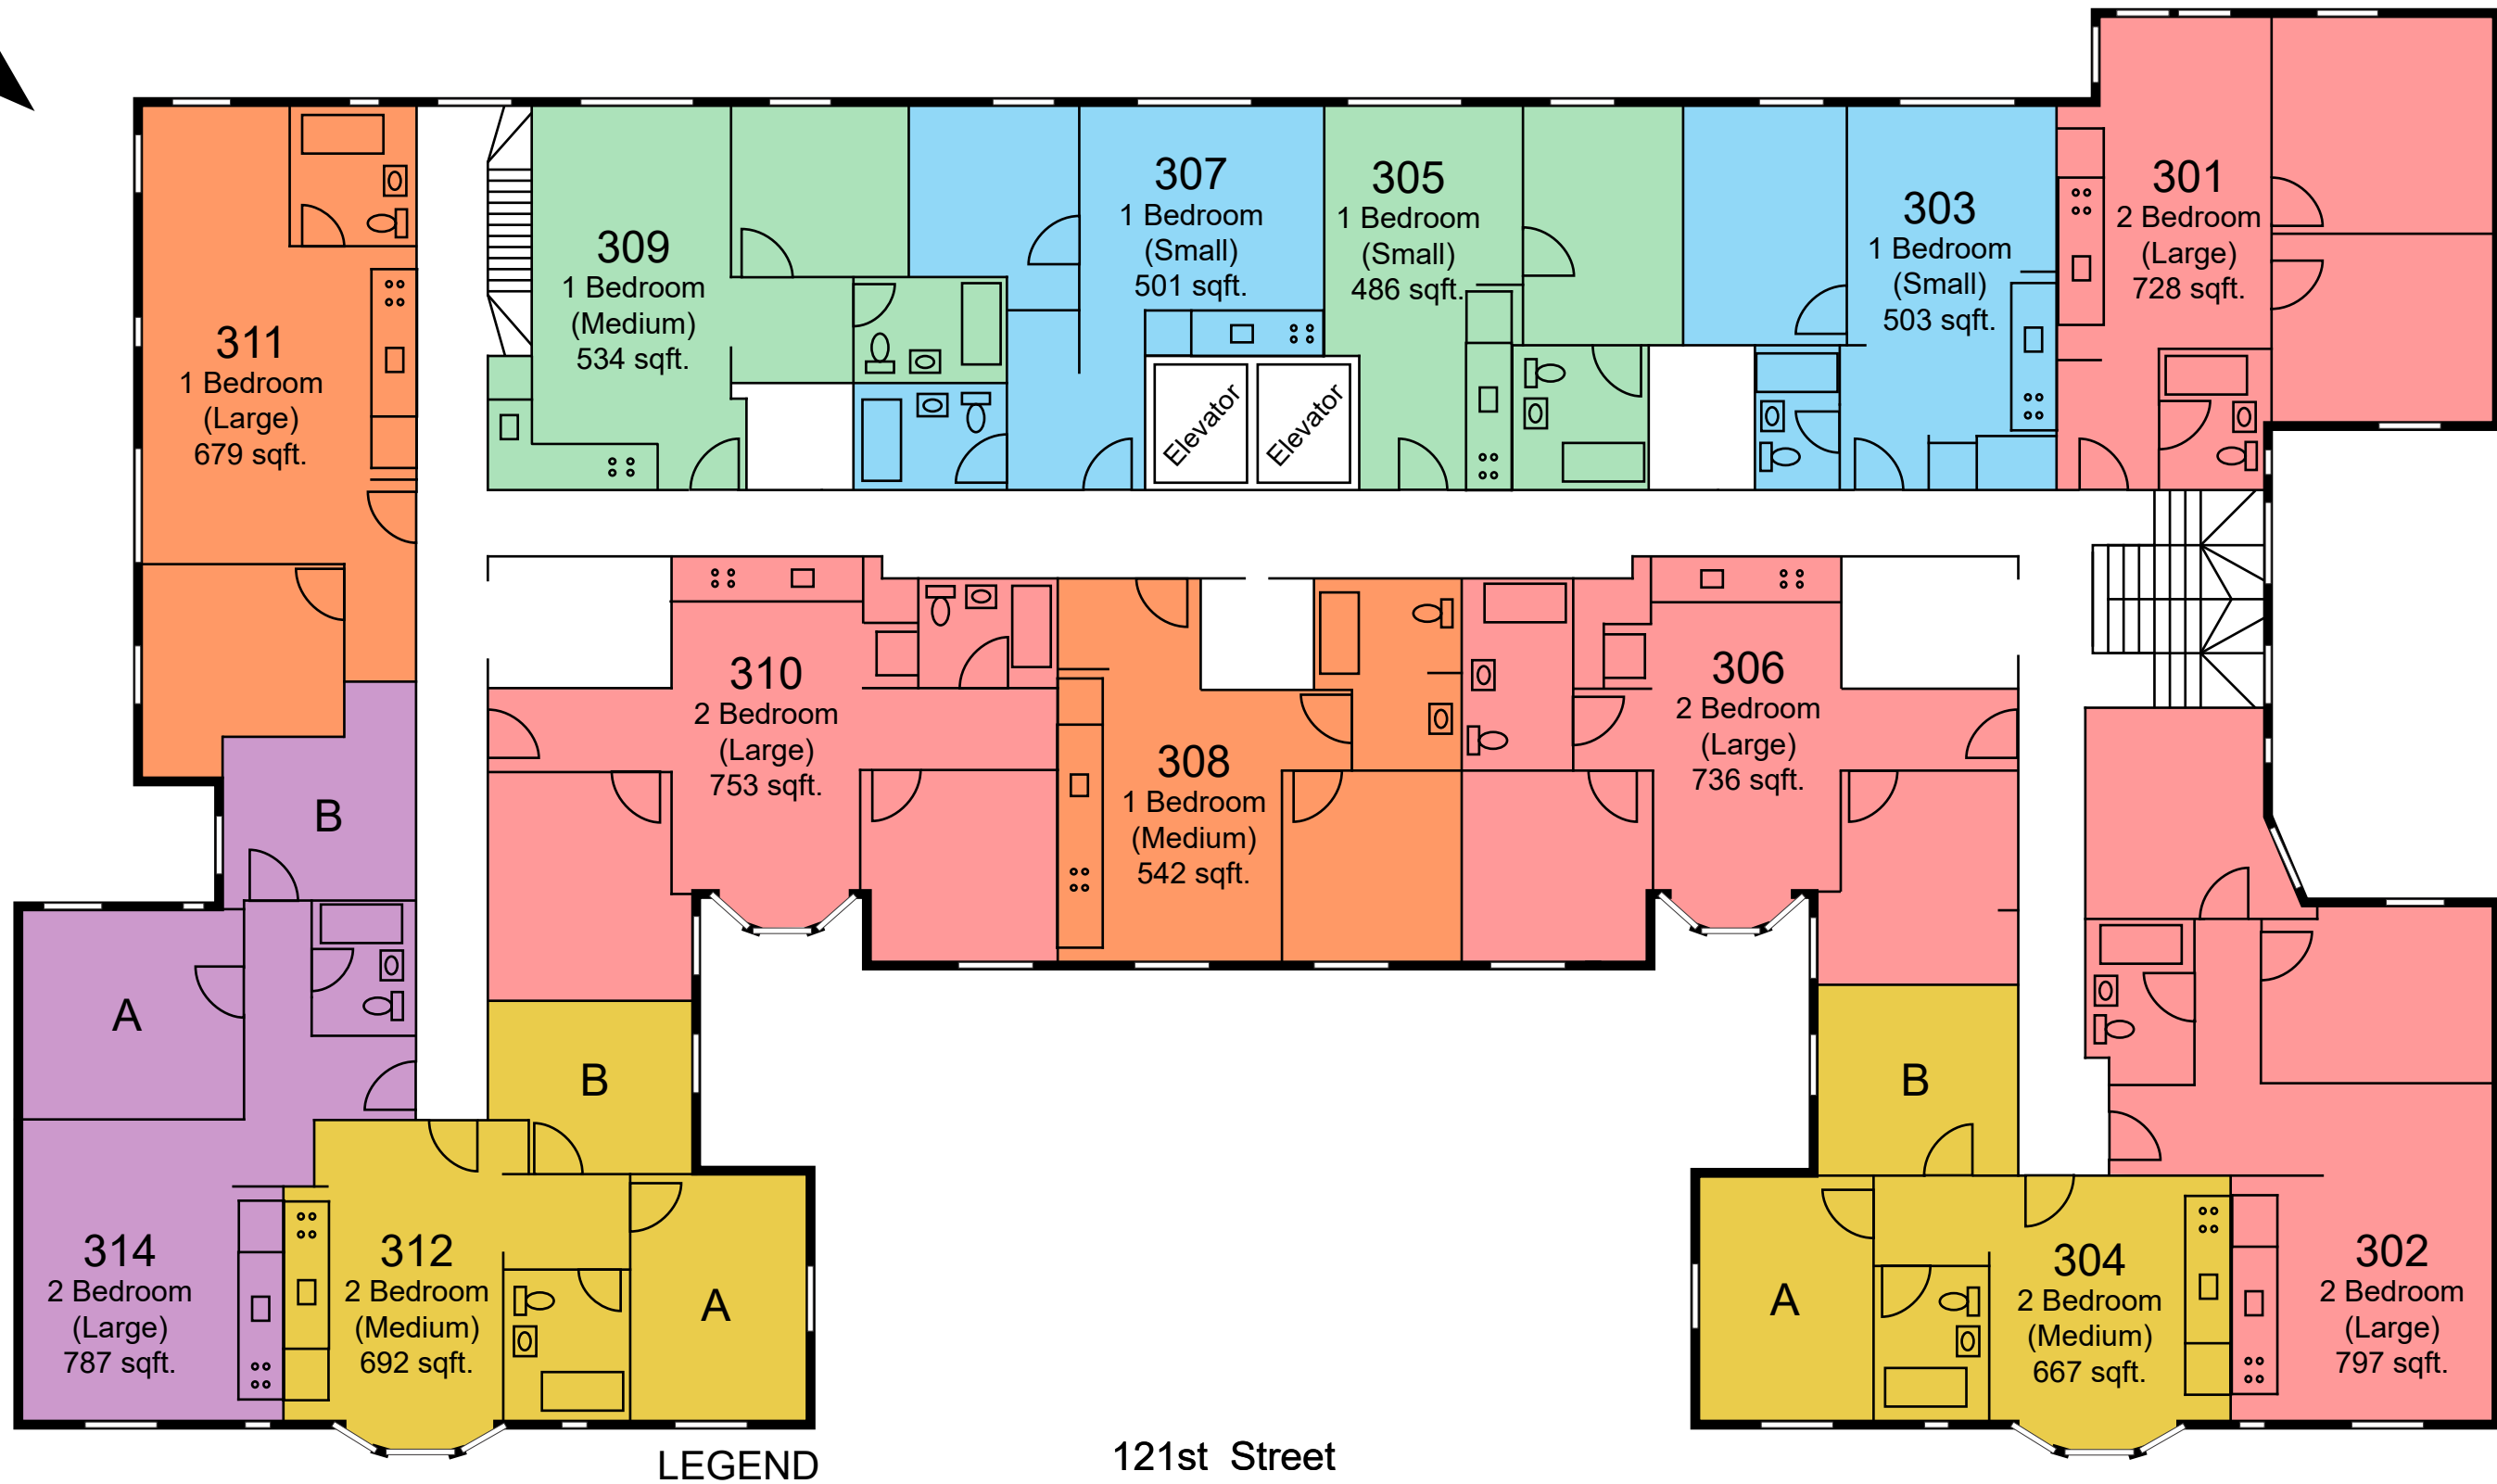 301
2 Bedroom
(Large)
728 sqft.
303
1 Bedroom
(Small)
503 sqft.
305
1 Bedroom
(Small)
486 sqft.
307
1 Bedroom
(Small)
501 sqft.
309
1 Bedroom
(Medium)
534 sqft.
311
1 Bedroom
(Large)
679 sqft.
Elevator
Elevator
310
2 Bedroom
(Large)
753 sqft.
308
1 Bedroom
(Medium)
542 sqft.
306
2 Bedroom
(Large)
736 sqft.
B
A
B
B
314
2 Bedroom
(Large)
787 sqft.
312
2 Bedroom
(Medium)
692 sqft.
A
A
304
2 Bedroom
(Medium)
667 sqft.
302
2 Bedroom
(Large)
797 sqft.
LEGEND
121st Street